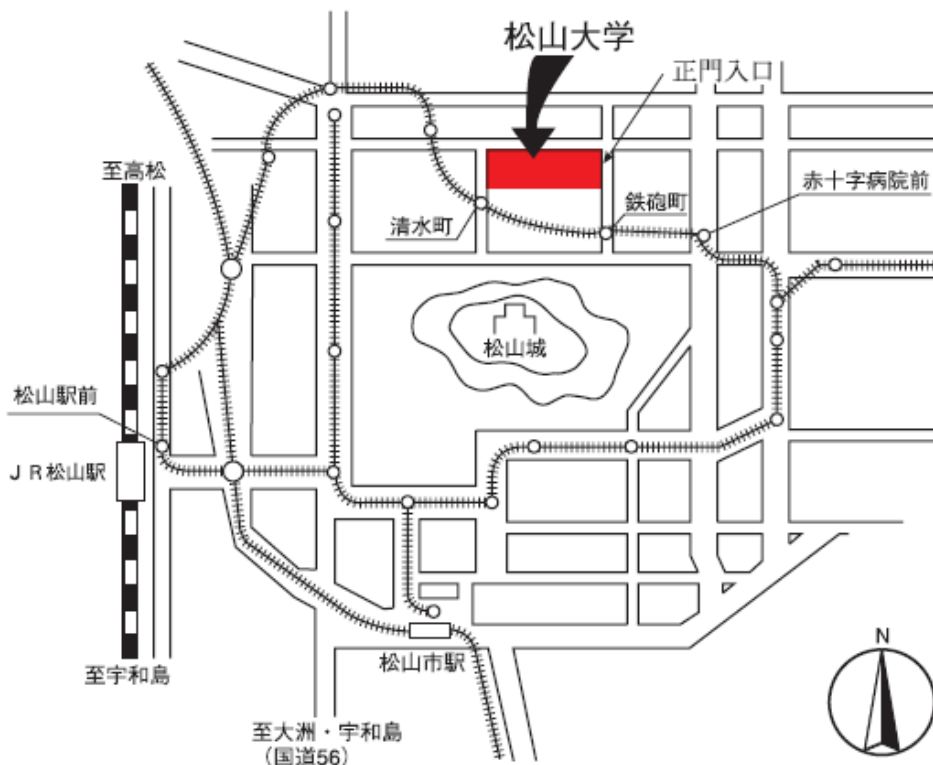 松山大学
正門入口
至高松
赤十字病院前
鉄砲町
清水町
松山城
松山駅前
JR松山駅
松山市駅
至宇和島
N
至大洲・宇和島
(国道56)